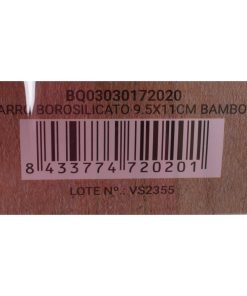 BQ03030172020
ARRO BOROSILICATO 9.5X11CM BAMBO
8 433774 720201
LOTE Nº.: VS2355